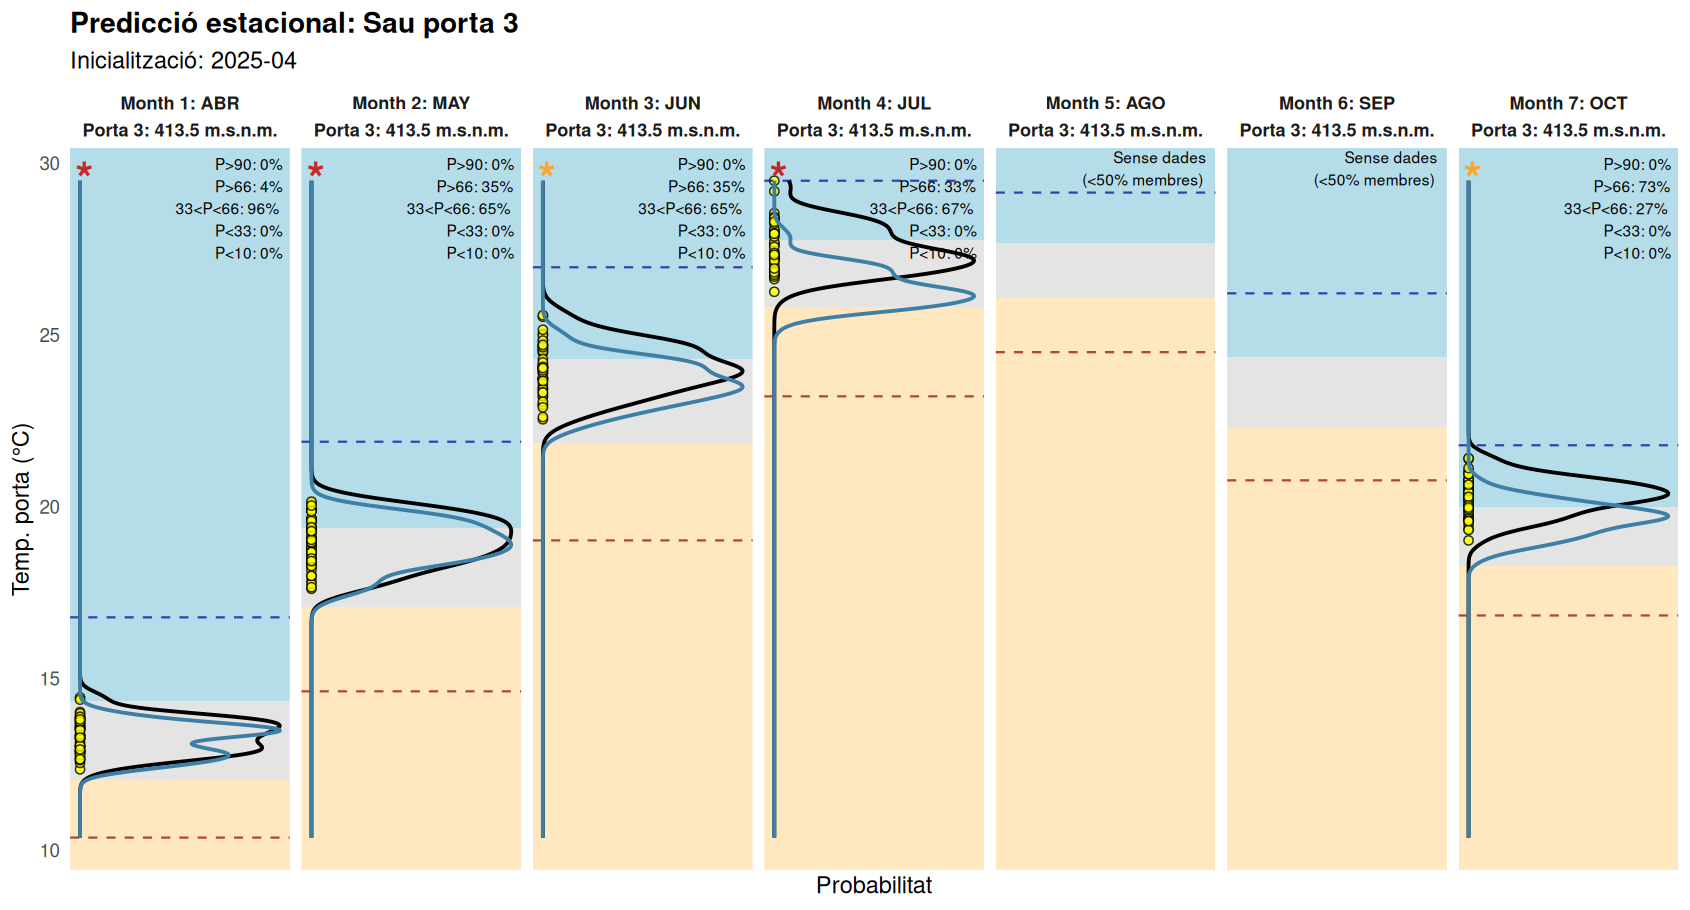 Predicció estacional: Sau porta 3
Inicialització: 2025-04
Month 1: ABR
Porta 3: 413.5 m.s.n.m.
Month 2: MAY
Porta 3: 413.5 m.s.n.m.
Month 3: JUN
Porta 3: 413.5 m.s.n.m.
Month 4: JUL
Porta 3: 413.5 m.s.n.m.
Month 5: AGO
Porta 3: 413.5 m.s.n.m.
Month 6: SEP
Porta 3: 413.5 m.s.n.m.
Month 7: OCT
Porta 3: 413.5 m.s.n.m.
Temp. porta (°C)
30
25
20
15
10
*
P>90: 0%
P>66: 4%
33<P<66: 96%
P<33: 0%
P<10: 0%
*
P>90: 0%
P>66: 35%
33<P<66: 65%
P<33: 0%
P<10: 0%
*
P>90: 0%
P>66: 35%
33<P<66: 65%
P<33: 0%
P<10: 0%
*
P>90: 0%
P>66: 33%
33<P<66: 67%
P<33: 0%
P<10: 0%
Sense dades
(<50% membres)
Sense dades
(<50% membres)
*
P>90: 0%
P>66: 73%
33<P<66: 27%
P<33: 0%
P<10: 0%
Probabilitat